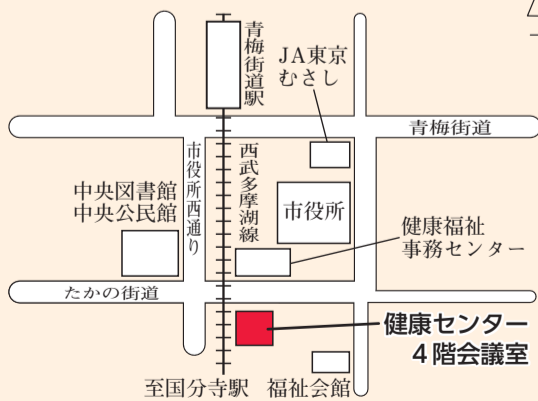 青梅街道駅
JA東京
むさし
青梅街道
市役所西通り
西武多摩湖線
中央図書館
中央公民館
市役所
健康福祉
事務センター
たかの街道
健康センター
4階会議室
至国分寺駅
福祉会館